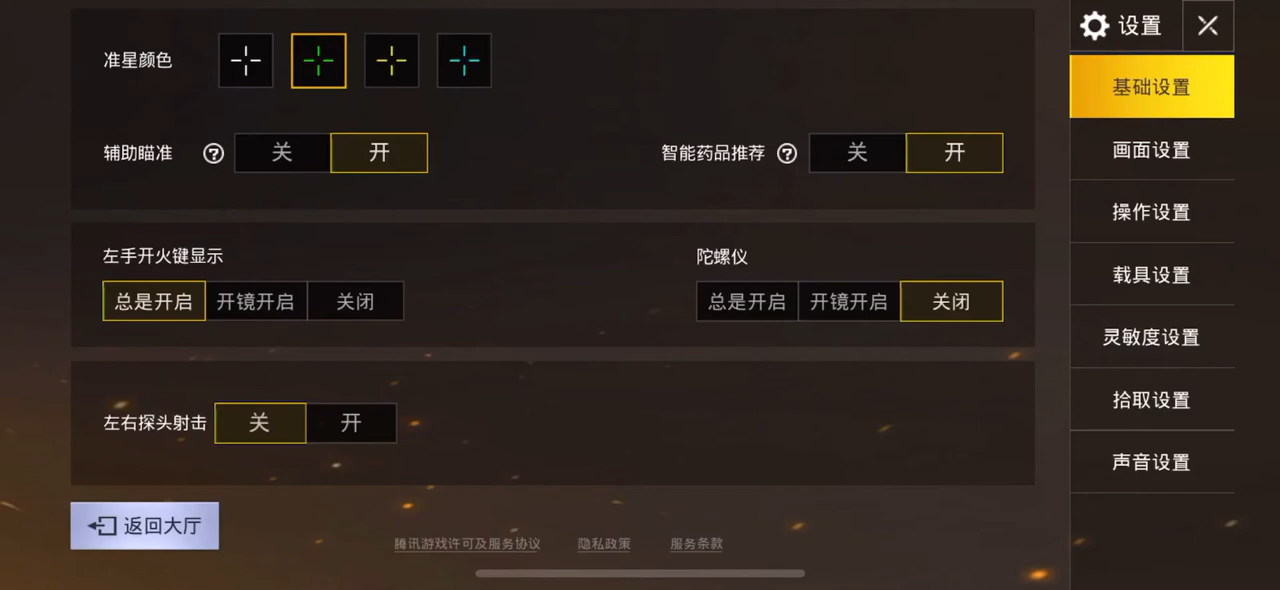 准星颜色
辅助瞄准 ? 关 开
智能药品推荐 ? 关 开
左手开火键显示
总是开启 开镜开启 关闭
陀螺仪
总是开启 开镜开启 关闭
左右探头射击 关 开
返回大厅
腾讯游戏许可及服务协议 隐私政策 服务条款
设置
基础设置
画面设置
操作设置
载具设置
灵敏度设置
拾取设置
声音设置